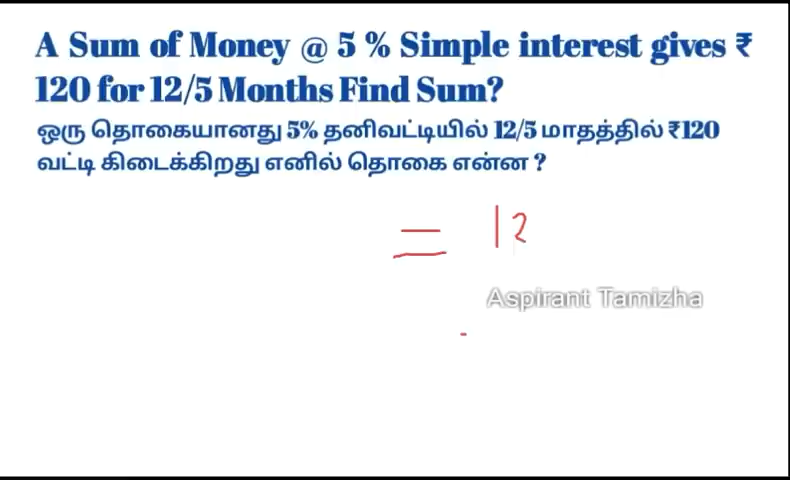 A Sum of Money @ 5 % Simple interest gives ₹
120 for 12/5 Months Find Sum?
ஒரு தொகையானது 5% தனிவட்டியில் 12/5 மாதத்தில் ₹120
வட்டி கிடைக்கிறது எனில் தொகை என்ன ?
= 12
Aspirant Tamizha